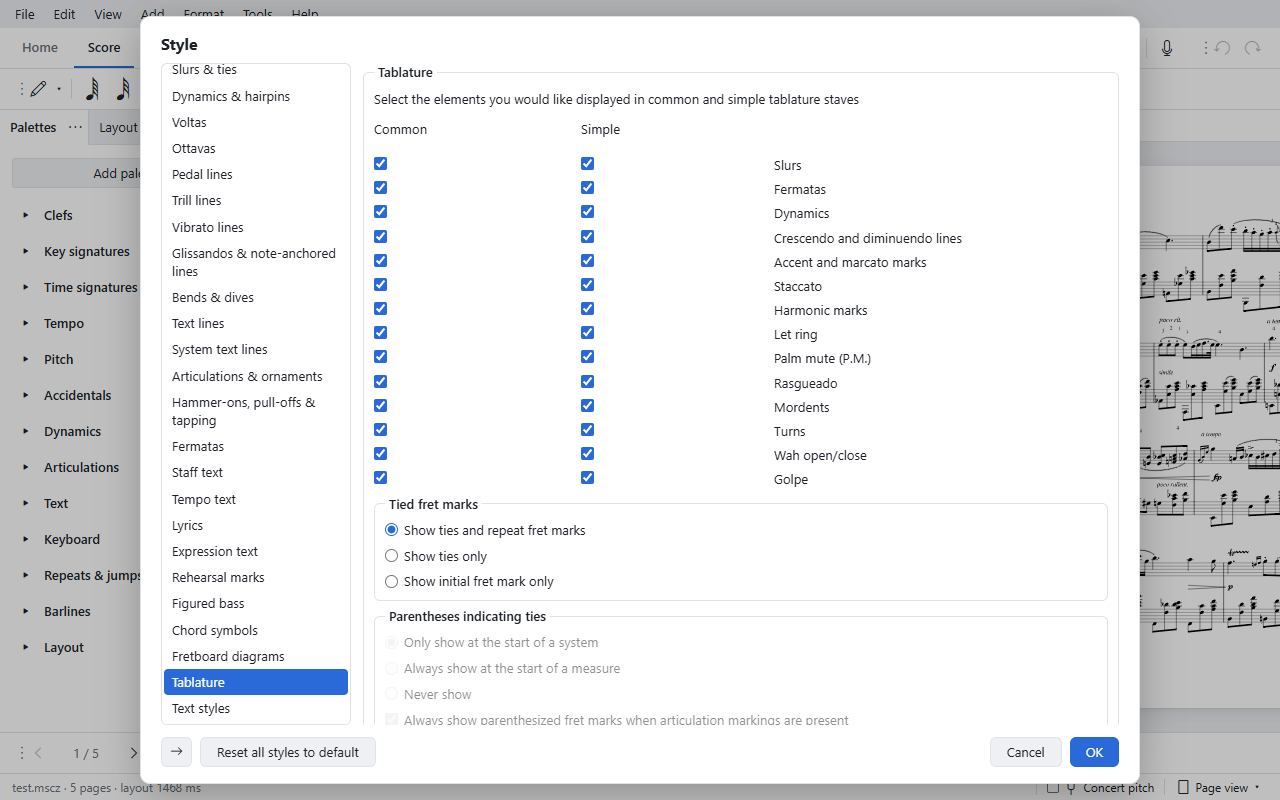 File Edit View Add Format Tools Help
Home Score
Palettes ··· Layout
Clefs
Key signatures
Time signatures
Tempo
Pitch
Accidentals
Dynamics
Articulations
Text
Keyboard
Repeats & jumps
Barlines
Layout
1 / 5
Style
Slurs & ties
Dynamics & hairpins
Voltas
Ottavas
Pedal lines
Trill lines
Vibrato lines
Glissandos & note-anchored
lines
Bends & dives
Text lines
System text lines
Articulations & ornaments
Hammer-ons, pull-offs &
tapping
Fermatas
Staff text
Tempo text
Lyrics
Expression text
Rehearsal marks
Figured bass
Chord symbols
Fretboard diagrams
Tablature
Text styles
Tablature
Select the elements you would like displayed in common and simple tablature staves
Common Simple
Slurs
Fermatas
Dynamics
Crescendo and diminuendo lines
Accent and marcato marks
Staccato
Harmonic marks
Let ring
Palm mute (P.M.)
Rasgueado
Mordents
Turns
Wah open/close
Golpe
Tied fret marks
Show ties and repeat fret marks
Show ties only
Show initial fret mark only
Parentheses indicating ties
Only show at the start of a system
Always show at the start of a measure
Never show
Always show parenthesized fret marks when articulation markings are present
→ Reset all styles to default Cancel OK
paco rit.
simile
a tempo
fp
poco rallent.
p
test.mscz · 5 pages · layout 1468 ms
Concert pitch Page view